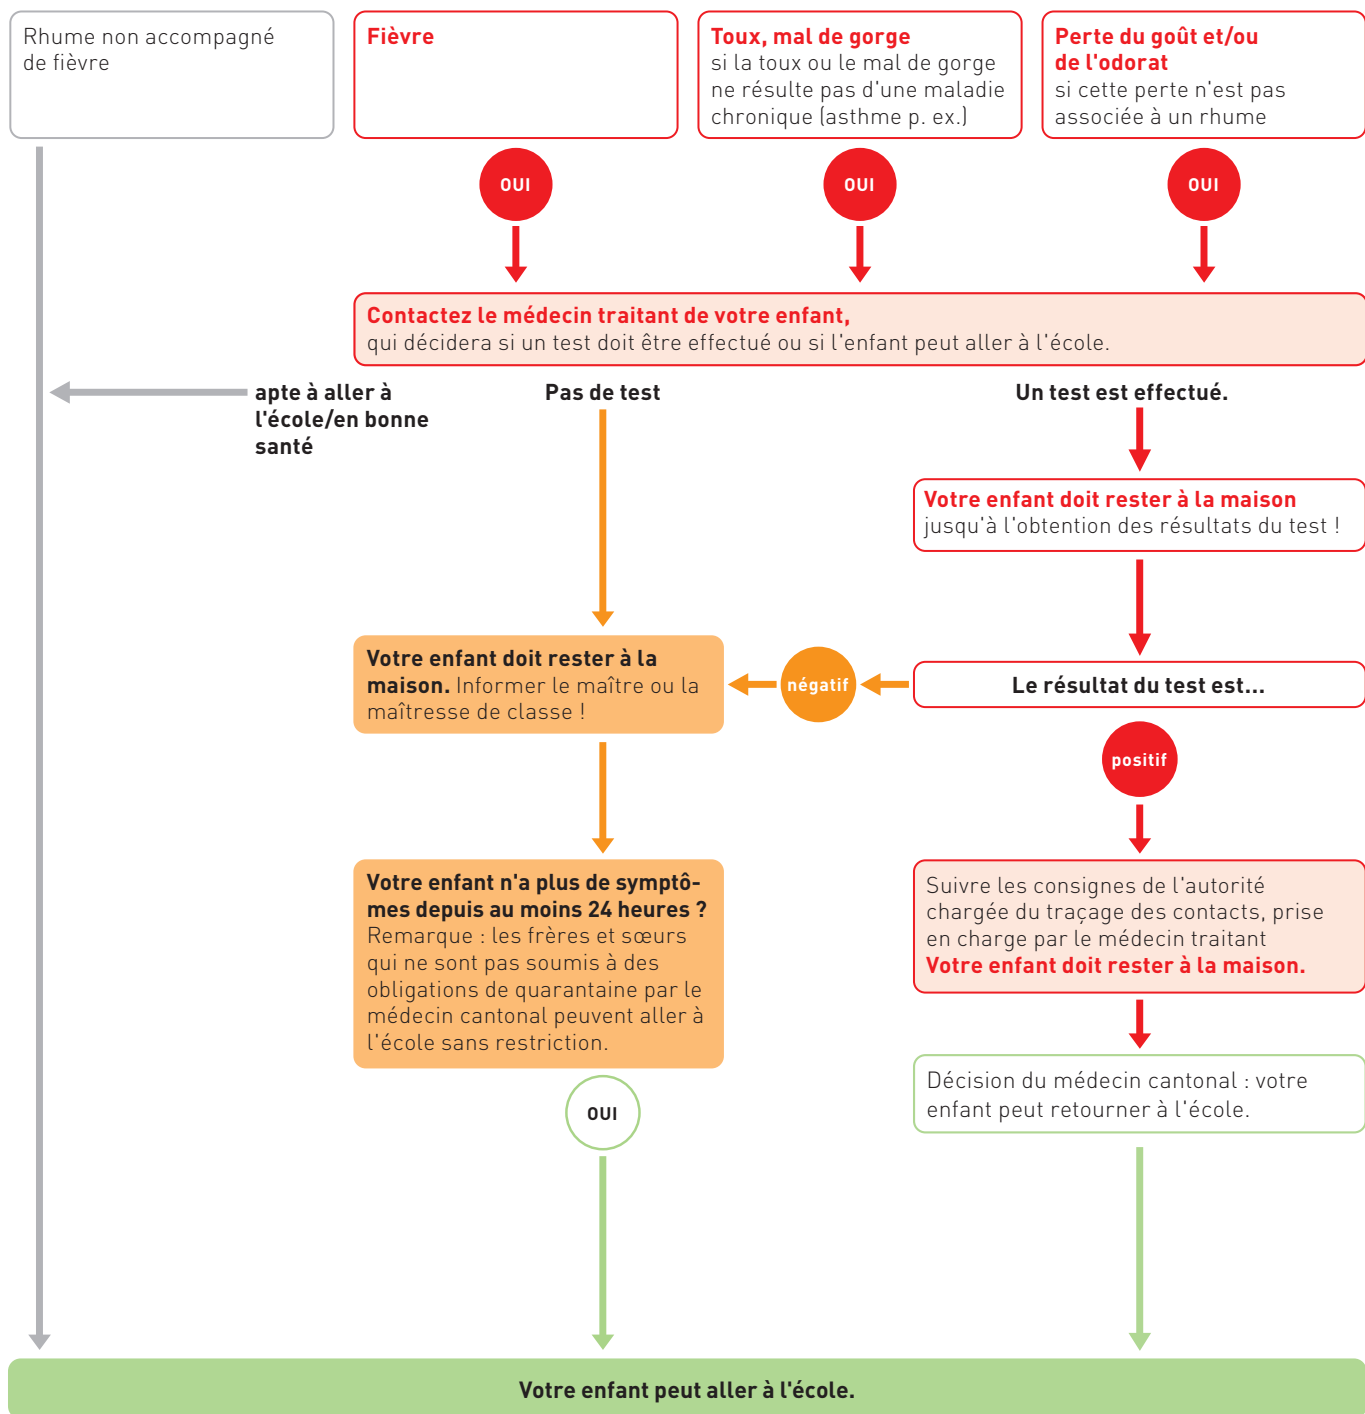 Rhume non accompagné
de fièvre
Fièvre
Toux, mal de gorge
si la toux ou le mal de gorge
ne résulte pas d'une maladie
chronique (asthme p. ex.)
Perte du goût et/ou
de l'odorat
si cette perte n'est pas
associée à un rhume
OUI
OUI
OUI
Contactez le médecin traitant de votre enfant,
qui décidera si un test doit être effectué ou si l'enfant peut aller à l'école.
apte à aller à
l'école/en bonne
santé
Pas de test
Un test est effectué.
Votre enfant doit rester à la maison
jusqu'à l'obtention des résultats du test !
Votre enfant doit rester à la
maison. Informer le maître ou la
maîtresse de classe !
négatif
Le résultat du test est...
positif
Votre enfant n'a plus de symptô-
mes depuis au moins 24 heures ?
Remarque : les frères et sœurs
qui ne sont pas soumis à des
obligations de quarantaine par le
médecin cantonal peuvent aller à
l'école sans restriction.
Suivre les consignes de l'autorité
chargée du traçage des contacts, prise
en charge par le médecin traitant
Votre enfant doit rester à la maison.
OUI
Décision du médecin cantonal : votre
enfant peut retourner à l'école.
Votre enfant peut aller à l'école.